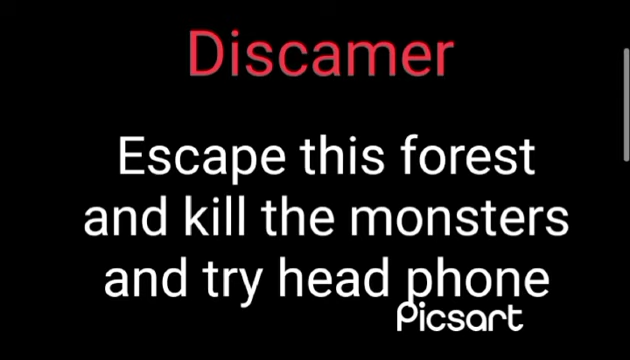 Discamer
Escape this forest
and kill the monsters
and try head phone
Picsart